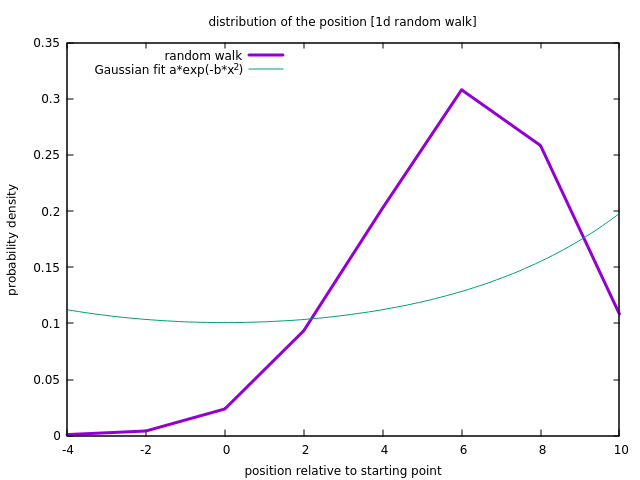 distribution of the position [1d random walk]
random walk
Gaussian fit a*exp(-b*x²)
probability density
0.35
0.3
0.25
0.2
0.15
0.1
0.05
0
-4 -2 0 2 4 6 8 10
position relative to starting point